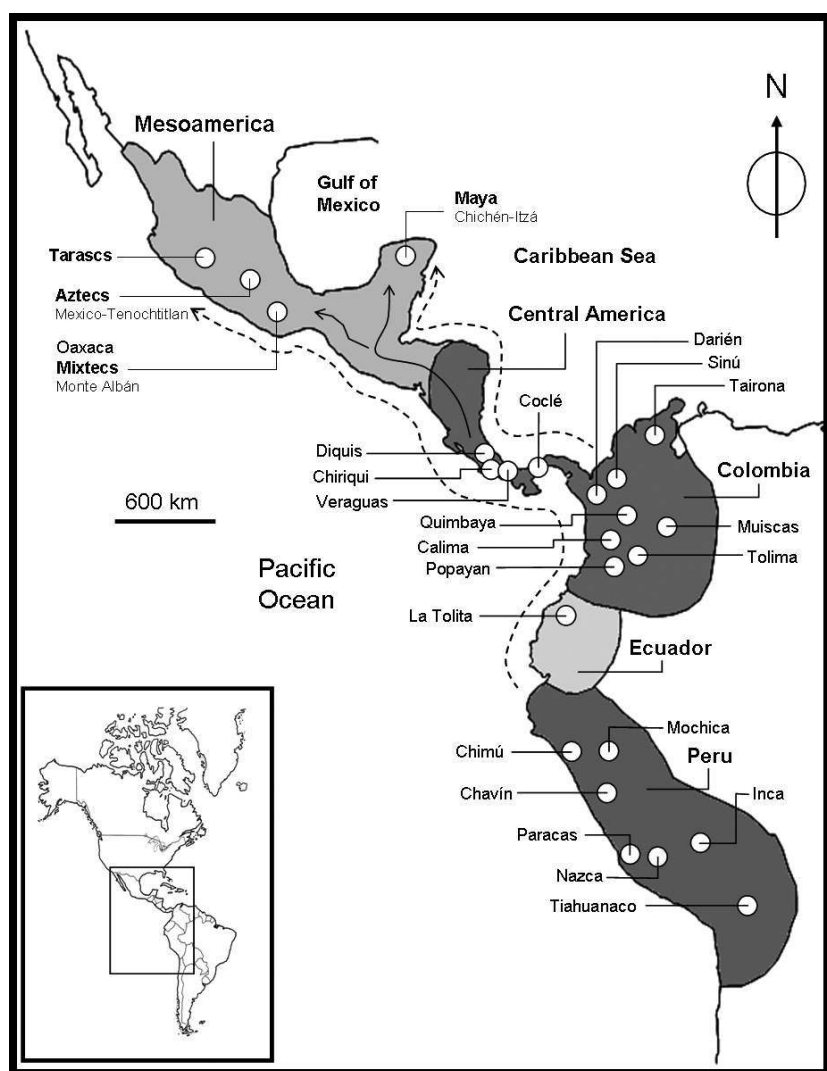 N
Mesoamerica
Gulf of
Mexico
Maya
Chichén-Itzá
Tarascs
Caribbean Sea
Aztecs
Mexico-Tenochtitlan
Central America
Oaxaca
Mixtecs
Monte Albán
Darién
Sinú
Tairona
Coclé
Diquis
Chiriqui
Veraguas
Colombia
600 km
Quimbaya
Muiscas
Calima
Tolima
Popayan
Pacific
Ocean
La Tolita
Ecuador
Mochica
Chimú
Peru
Chavín
Inca
Paracas
Nazca
Tiahuanaco